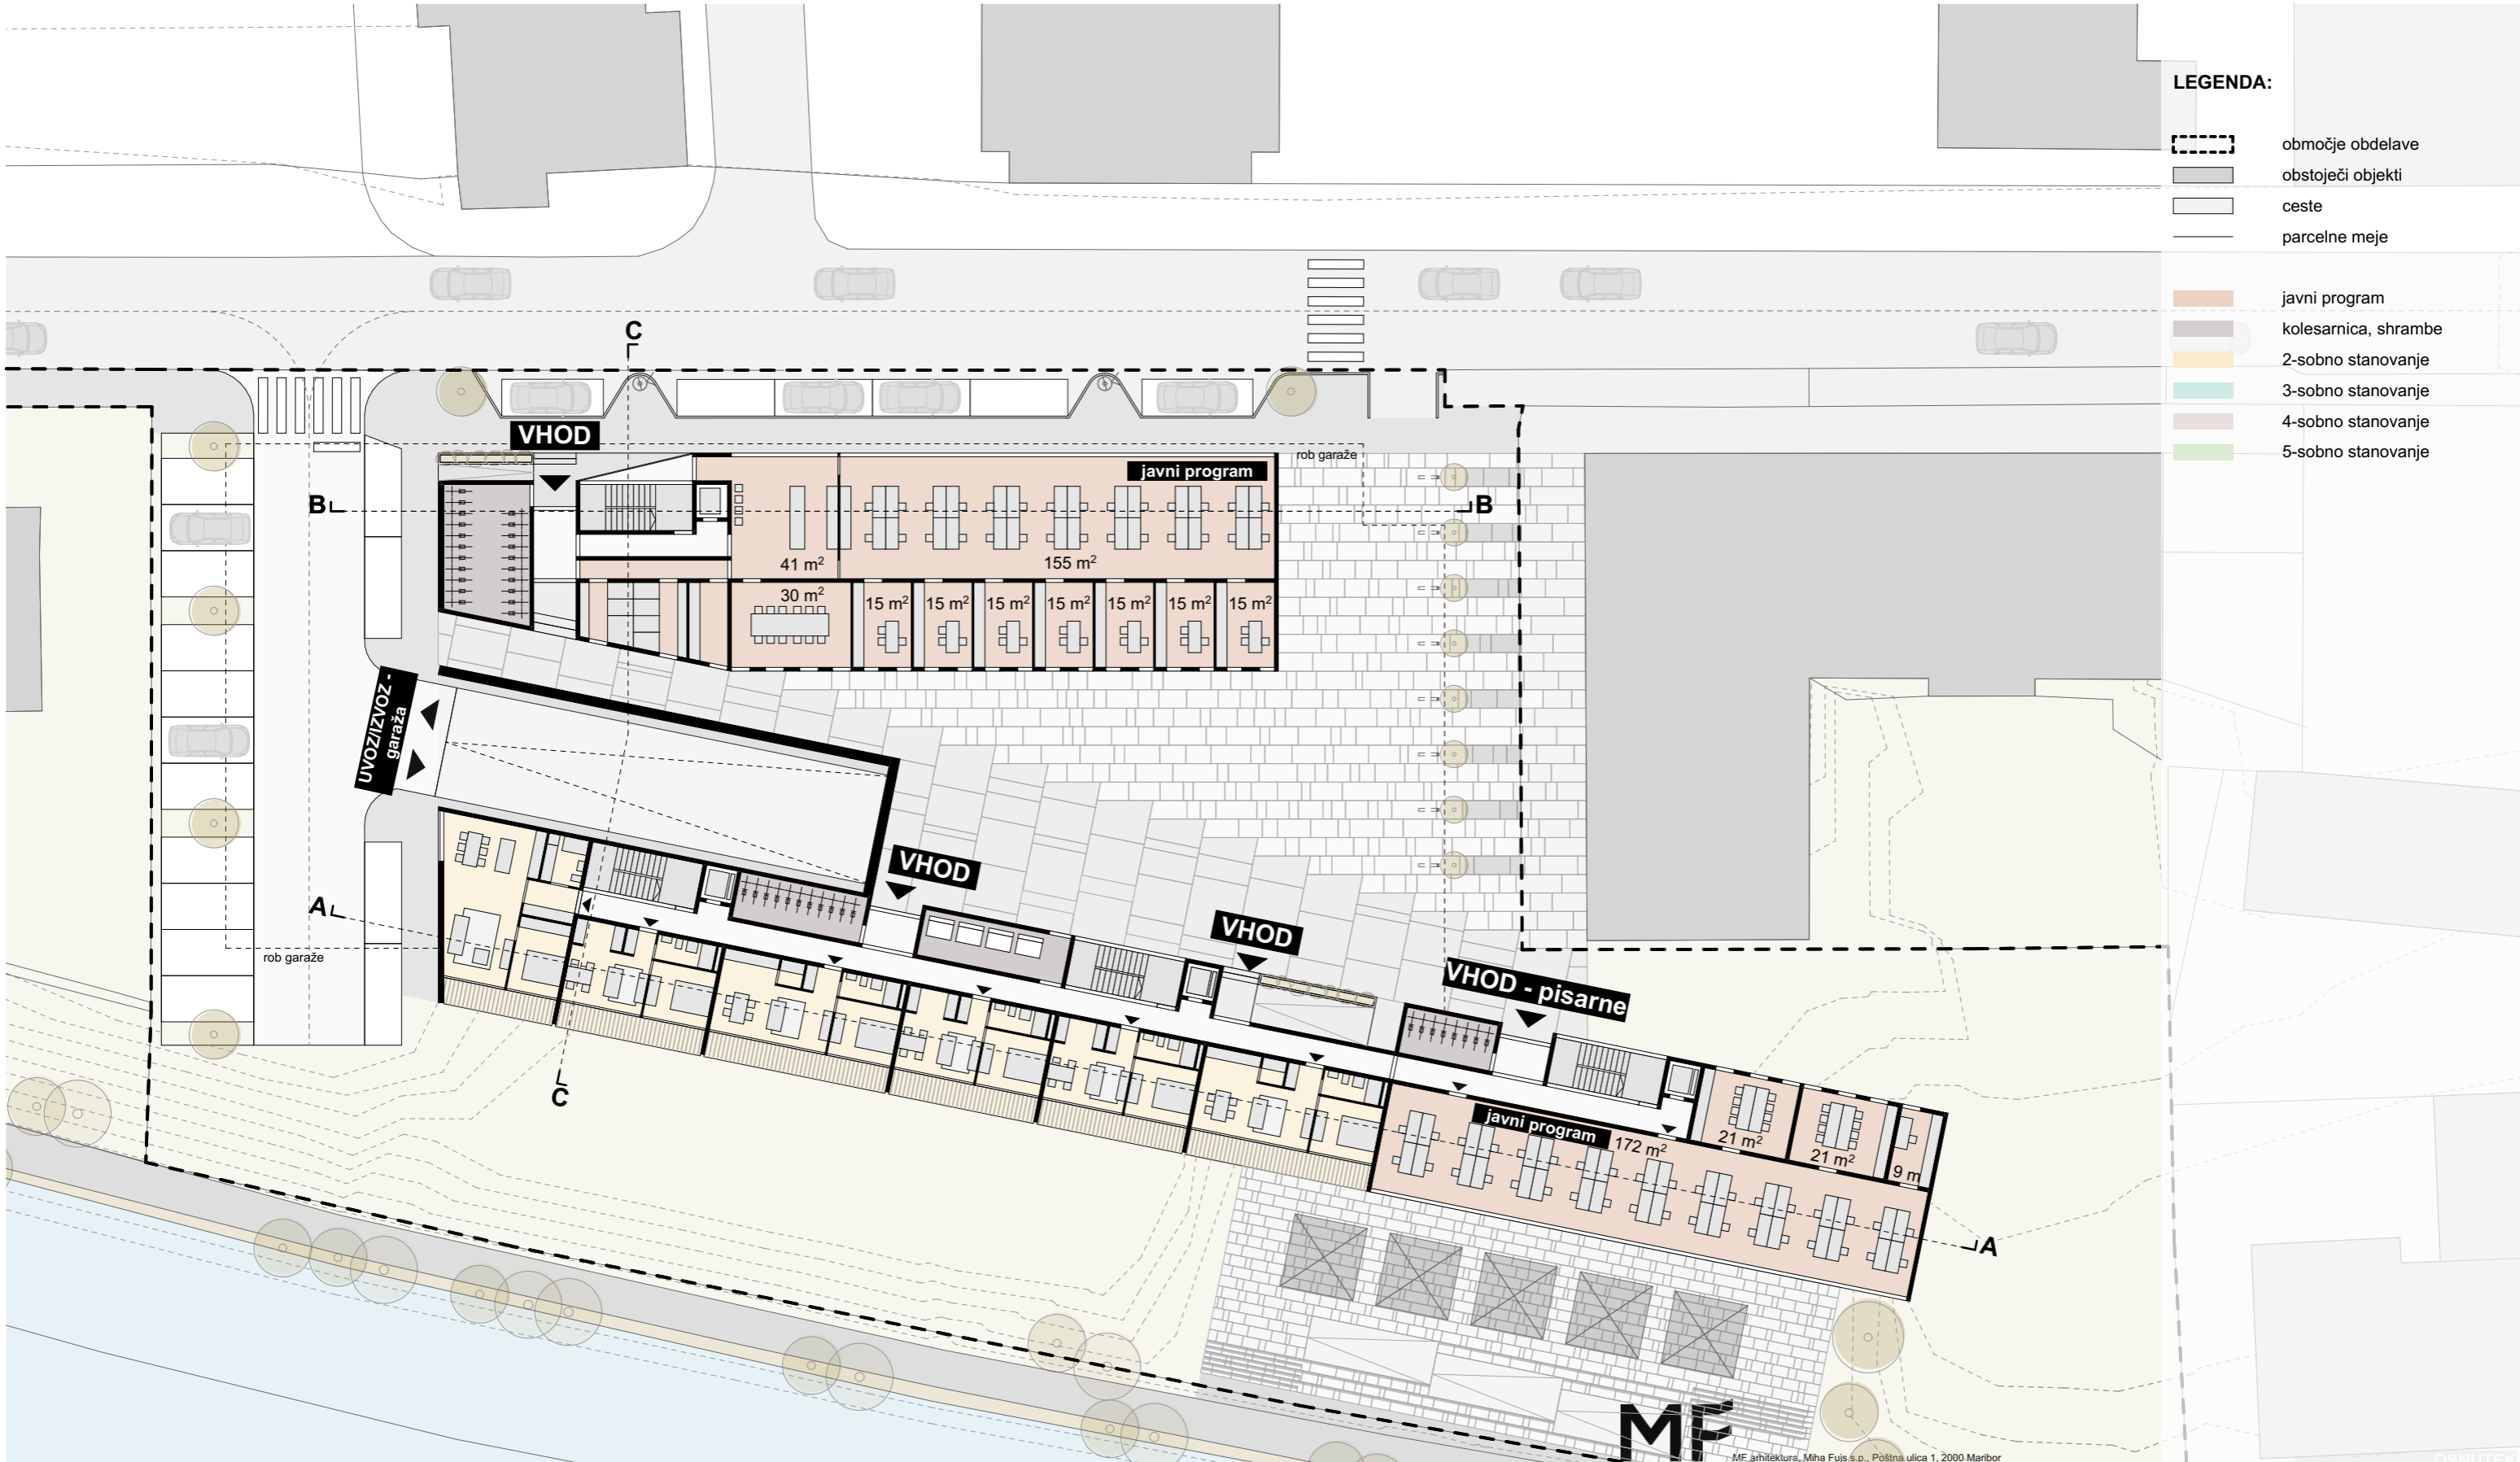 LEGENDA:
območje obdelave
obstoječi objekti
ceste
parcelne meje
javni program
kolesarnica, shrambe
2-sobno stanovanje
3-sobno stanovanje
4-sobno stanovanje
5-sobno stanovanje
C
VHOD
rob garaže
javni program
B
B
41 m²
155 m²
30 m²
15 m²
15 m²
15 m²
15 m²
15 m²
15 m²
15 m²
UVOZ/IZVOZ -
garaža
VHOD
A
VHOD
rob garaže
VHOD - pisarne
C
javni program
172 m²
21 m²
21 m²
9 m
A
MF
MF arhitektura, Miha Fujs s.p., Poštna ulica 1, 2000 Maribor
OSNUTEK